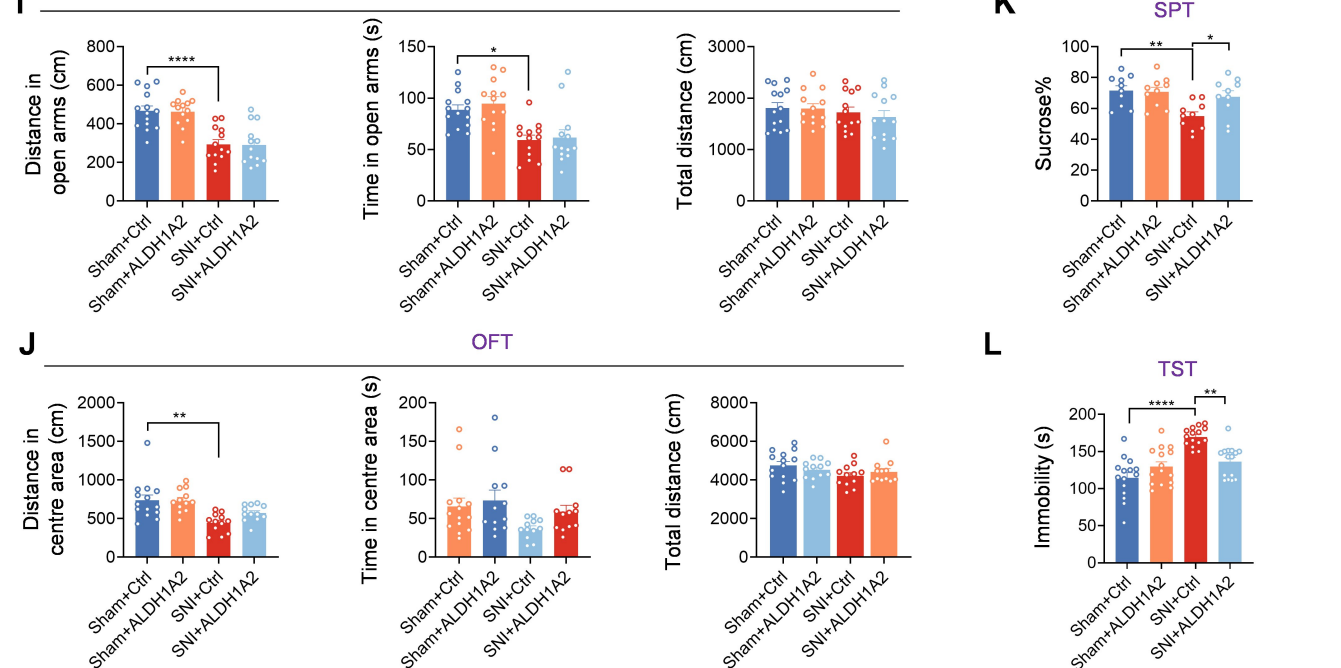 I
Distance in
open arms (cm)
800
600
400
200
0
****
Sham+Ctrl
Sham+ALDH1A2
SNI+Ctrl
SNI+ALDH1A2
Time in open arms (s)
150
100
50
0
*
Sham+Ctrl
Sham+ALDH1A2
SNI+Ctrl
SNI+ALDH1A2
Total distance (cm)
3000
2000
1000
0
Sham+Ctrl
Sham+ALDH1A2
SNI+Ctrl
SNI+ALDH1A2
K
SPT
Sucrose%
100
80
60
40
20
0
**
*
Sham+Ctrl
Sham+ALDH1A2
SNI+Ctrl
SNI+ALDH1A2
J
OFT
Distance in
centre area (cm)
2000
1500
1000
500
0
**
Sham+Ctrl
Sham+ALDH1A2
SNI+Ctrl
SNI+ALDH1A2
Time in centre area (s)
200
150
100
50
0
Sham+Ctrl
Sham+ALDH1A2
SNI+Ctrl
SNI+ALDH1A2
Total distance (cm)
8000
6000
4000
2000
0
Sham+Ctrl
Sham+ALDH1A2
SNI+Ctrl
SNI+ALDH1A2
L
TST
Immobility (s)
200
150
100
50
0
****
**
Sham+Ctrl
Sham+ALDH1A2
SNI+Ctrl
SNI+ALDH1A2